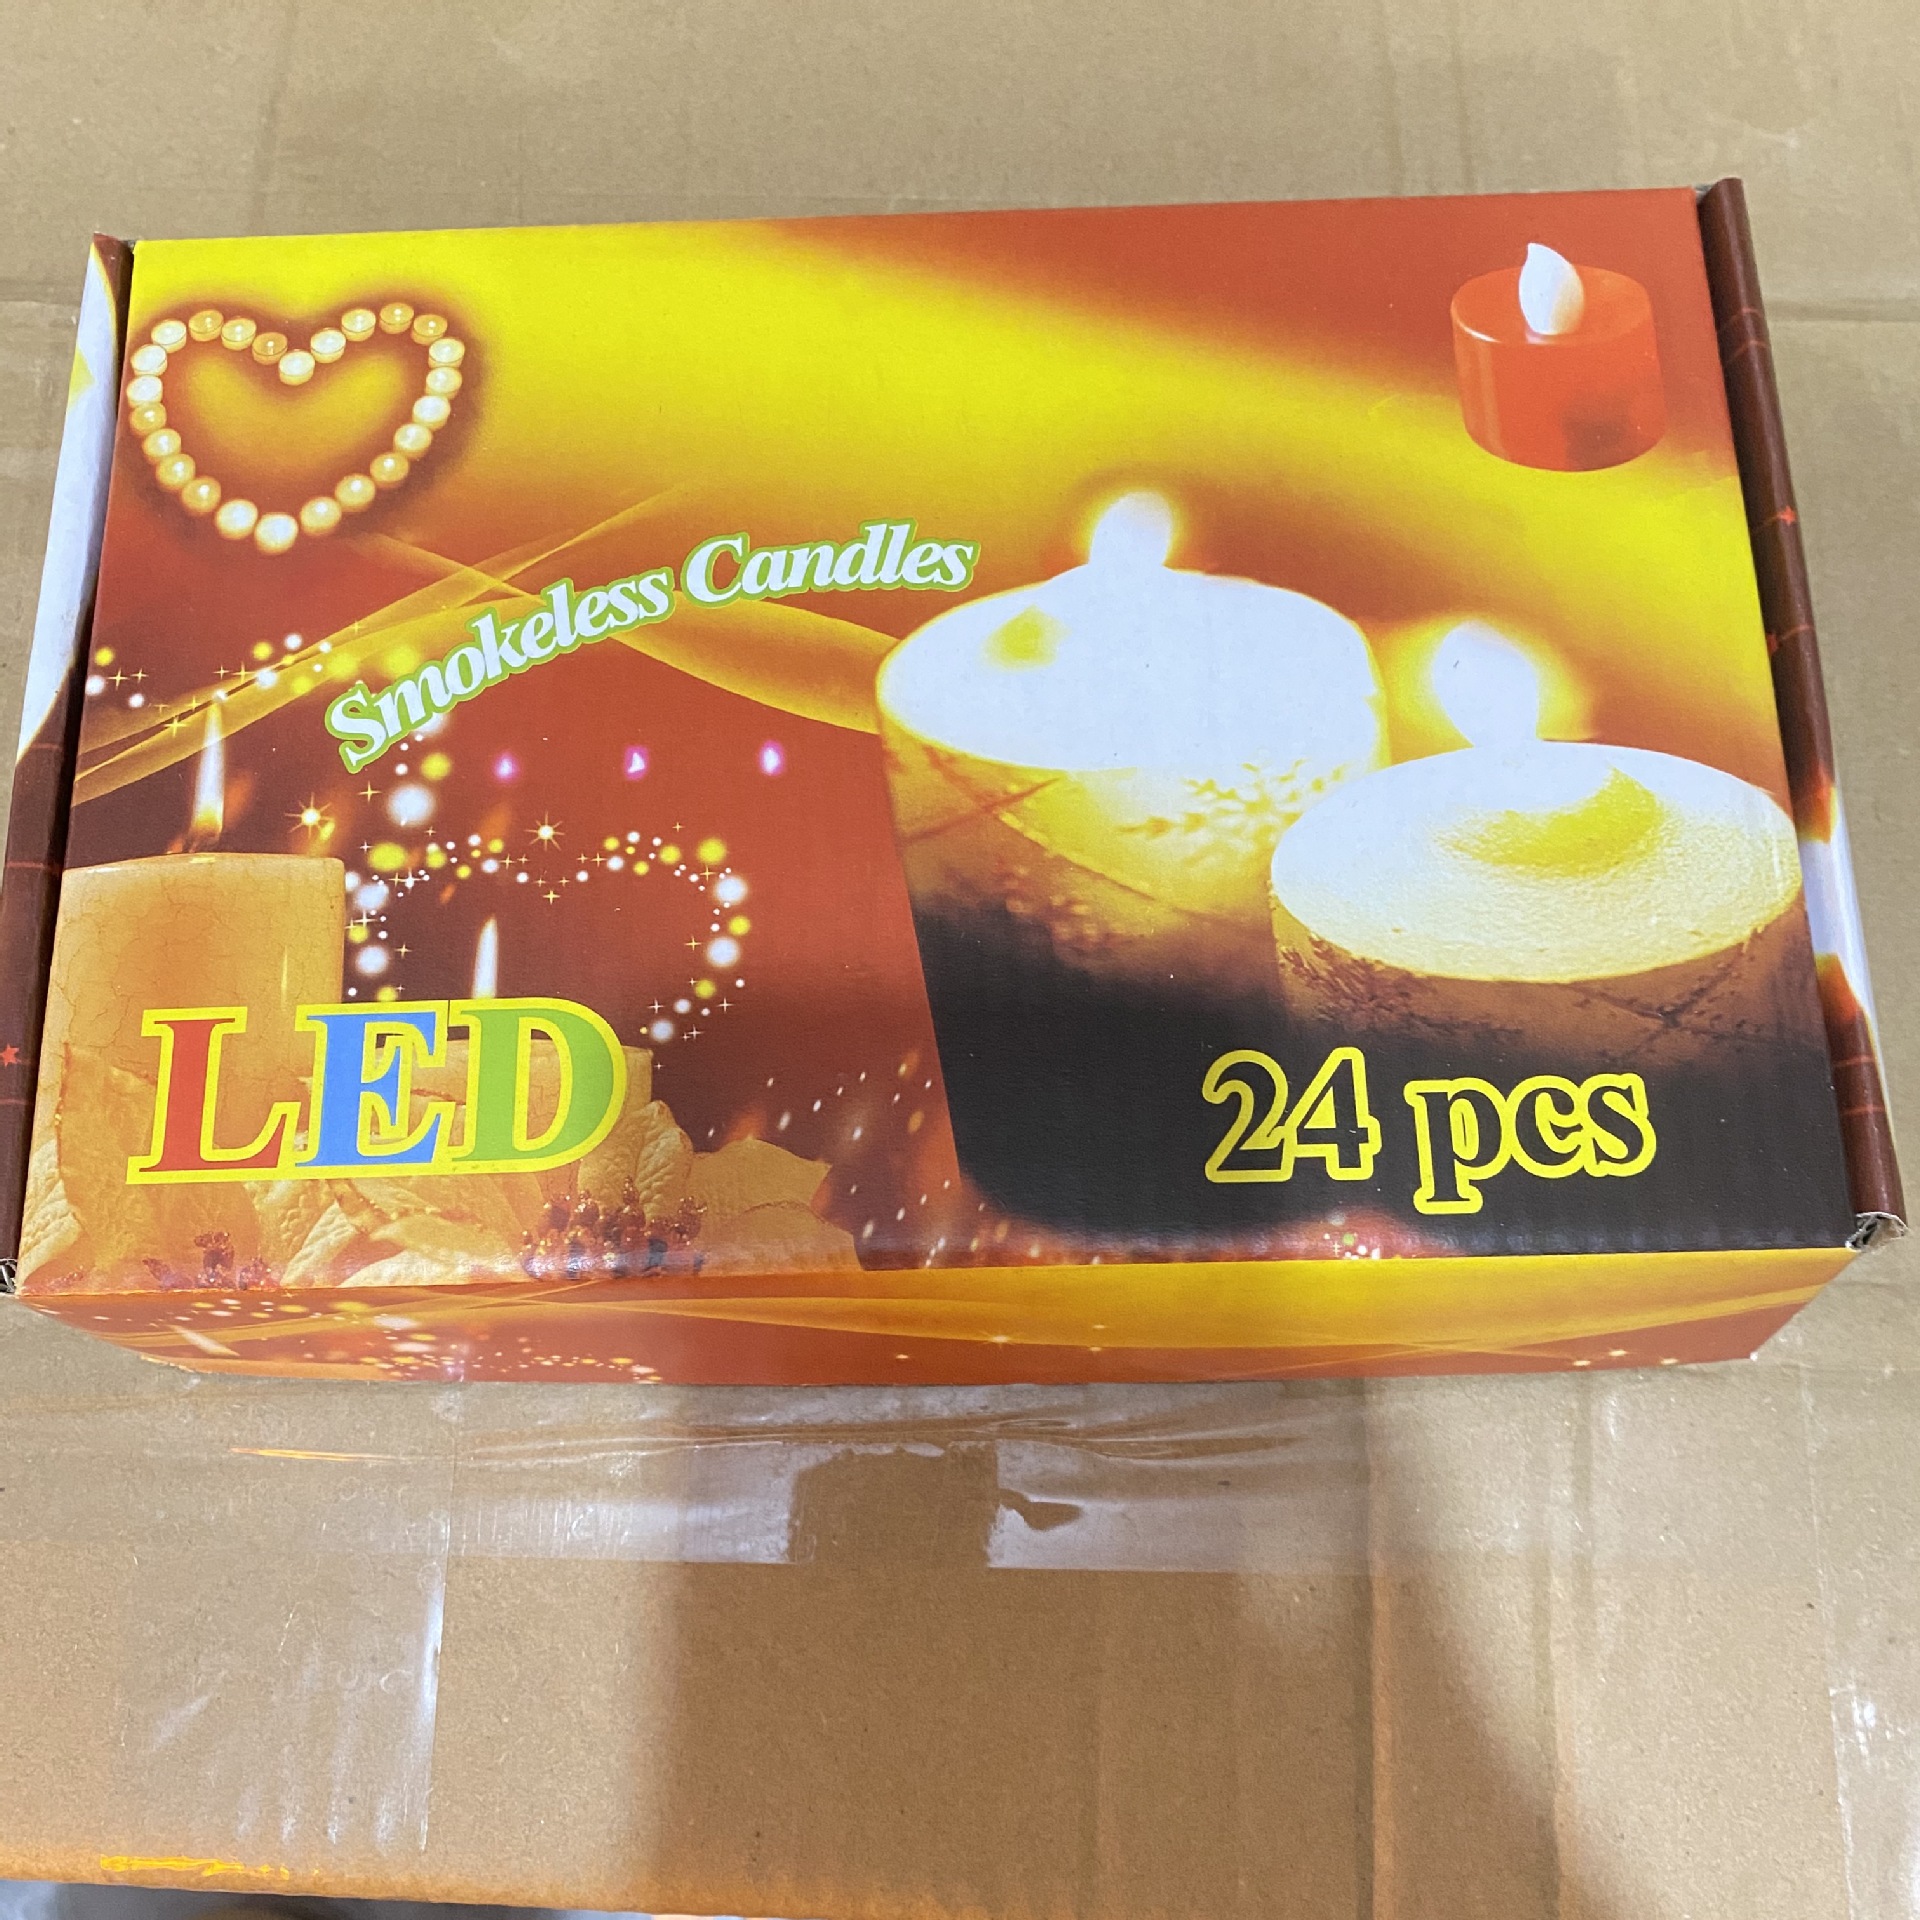 Smokeless Candles
LED
24 pcs